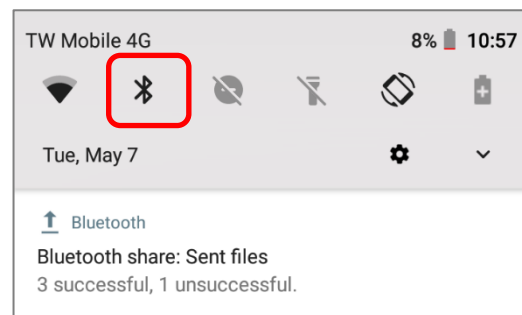 TW Mobile 4G 8% 10:57
Tue, May 7
Bluetooth
Bluetooth share: Sent files
3 successful, 1 unsuccessful.